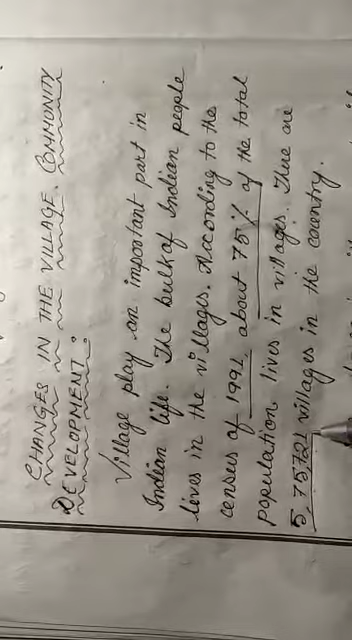 CHANGES IN THE VILLAGE. COMMUNITY
DEVELOPMENT?
Village play an important part in
Indian life. The bulk of Indian people
lives in the villages. According to the
census of 1991 about 75% of the total
population lives in villages. There are
5,75,721 villages in the country.